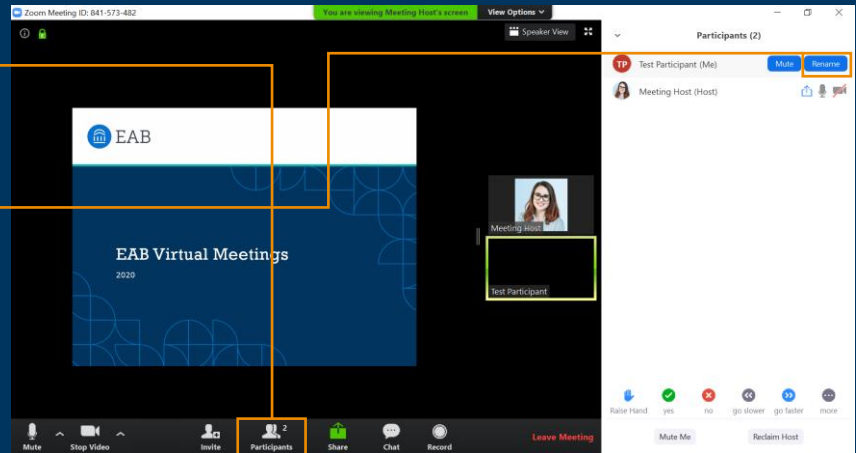 Zoom Meeting ID: 841-573-482
You are viewing Meeting Host's screen
View Options
Speaker View
EAB
EAB Virtual Meetings
2020
Meeting Host
Test Participant
Mute
Stop Video
Invite
Participants
2
Share
Chat
Record
Leave Meeting
Participants (2)
TP
Test Participant (Me)
Mute
Rename
Meeting Host (Host)
Raise Hand
yes
no
go slower
go faster
more
Mute Me
Reclaim Host